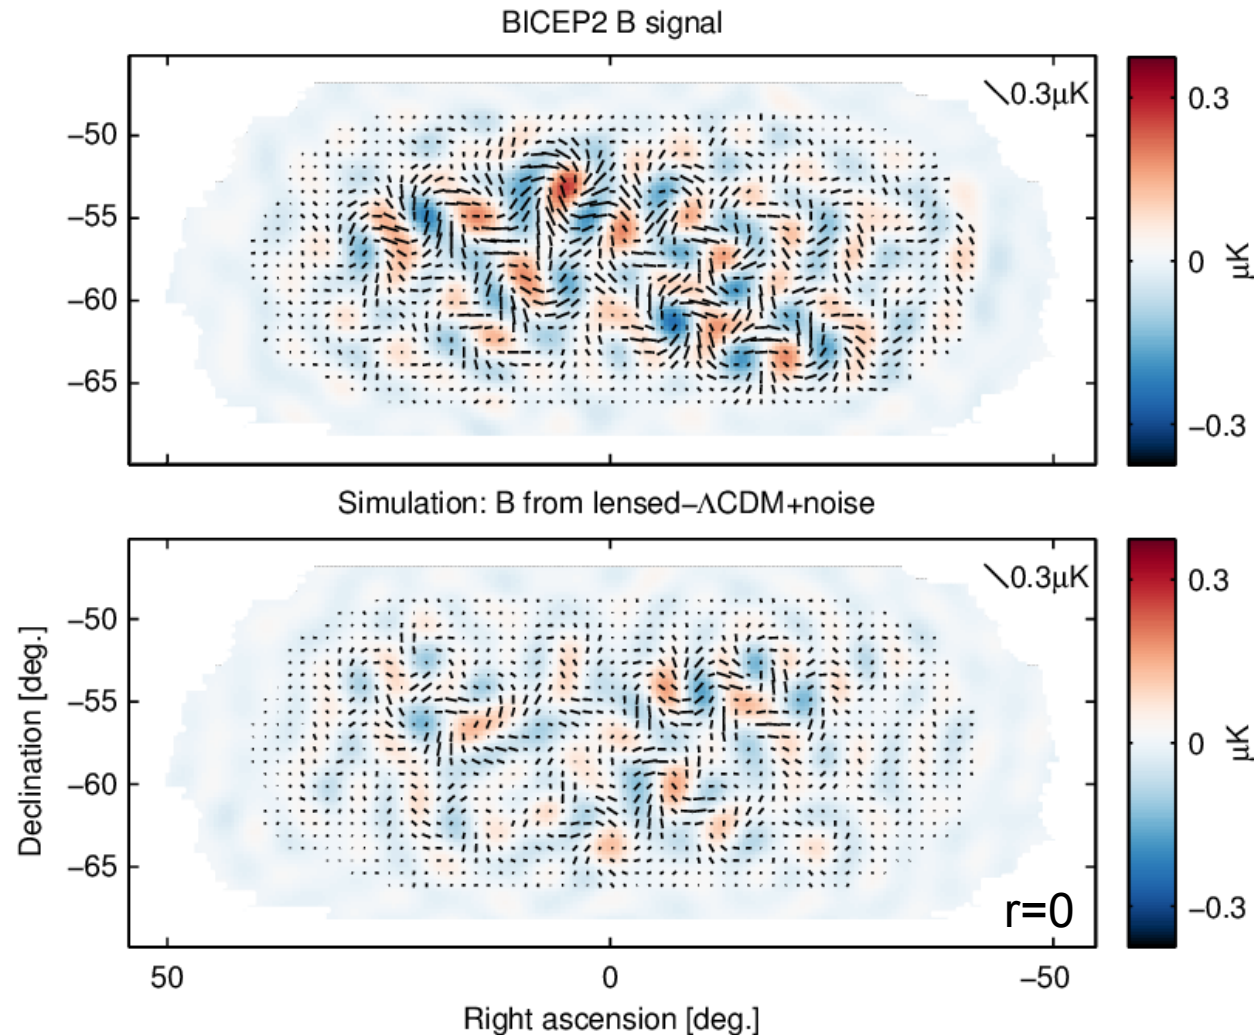 BICEP2 B signal
0.3μK
−50
−55
−60
−65
0.3
0
−0.3
μK
Simulation: B from lensed−ΛCDM+noise
0.3μK
−50
−55
−60
−65
Declination [deg.]
r=0
0.3
0
−0.3
μK
50
0
−50
Right ascension [deg.]